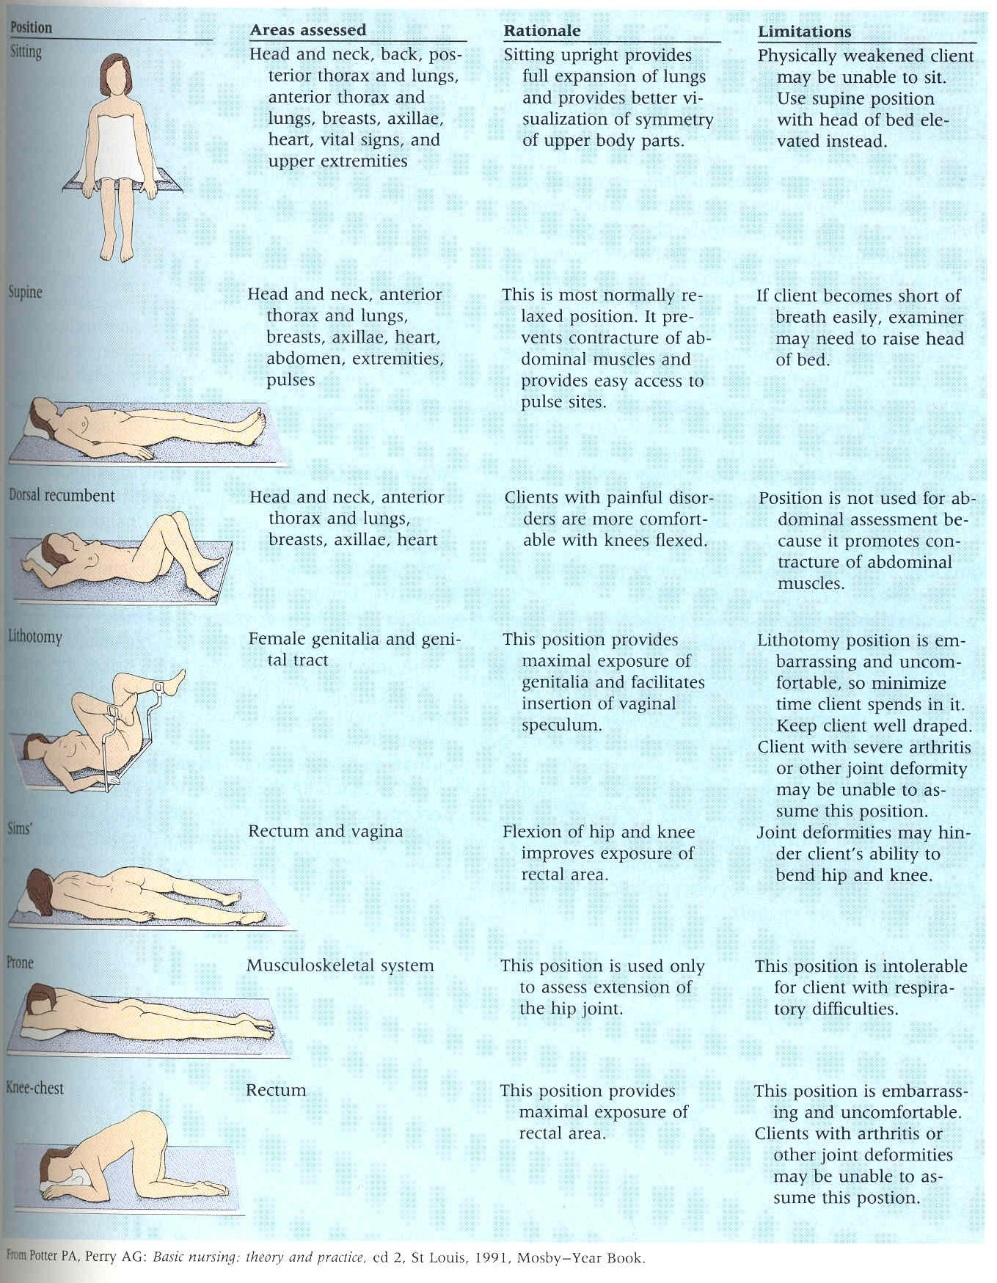 Position Areas assessed Rationale Limitations
Sitting
Head and neck, back, pos-
terior thorax and lungs,
anterior thorax and
lungs, breasts, axillae,
heart, vital signs, and
upper extremities
Sitting upright provides
full expansion of lungs
and provides better vi-
sualization of symmetry
of upper body parts.
Physically weakened client
may be unable to sit.
Use supine position
with head of bed ele-
vated instead.
Supine
Head and neck, anterior
thorax and lungs,
breasts, axillae, heart,
abdomen, extremities,
pulses
This is most normally re-
laxed position. It pre-
vents contracture of ab-
dominal muscles and
provides easy access to
pulse sites.
If client becomes short of
breath easily, examiner
may need to raise head
of bed.
Dorsal recumbent
Head and neck, anterior
thorax and lungs,
breasts, axillae, heart
Clients with painful disor-
ders are more comfort-
able with knees flexed.
Position is not used for ab-
dominal assessment be-
cause it promotes con-
tracture of abdominal
muscles.
Lithotomy
Female genitalia and geni-
tal tract
This position provides
maximal exposure of
genitalia and facilitates
insertion of vaginal
speculum.
Lithotomy position is em-
barrassing and uncom-
fortable, so minimize
time client spends in it.
Keep client well draped.
Client with severe arthritis
or other joint deformity
may be unable to as-
sume this position.
Sims'
Rectum and vagina
Flexion of hip and knee
improves exposure of
rectal area.
Joint deformities may hin-
der client's ability to
bend hip and knee.
Prone
Musculoskeletal system
This position is used only
to assess extension of
the hip joint.
This position is intolerable
for client with respira-
tory difficulties.
Knee-chest
Rectum
This position provides
maximal exposure of
rectal area.
This position is embarrass-
ing and uncomfortable.
Clients with arthritis or
other joint deformities
may be unable to as-
sume this postion.
From Potter PA, Perry AG: Basic nursing: theory and practice, ed 2, St Louis, 1991, Mosby–Year Book.